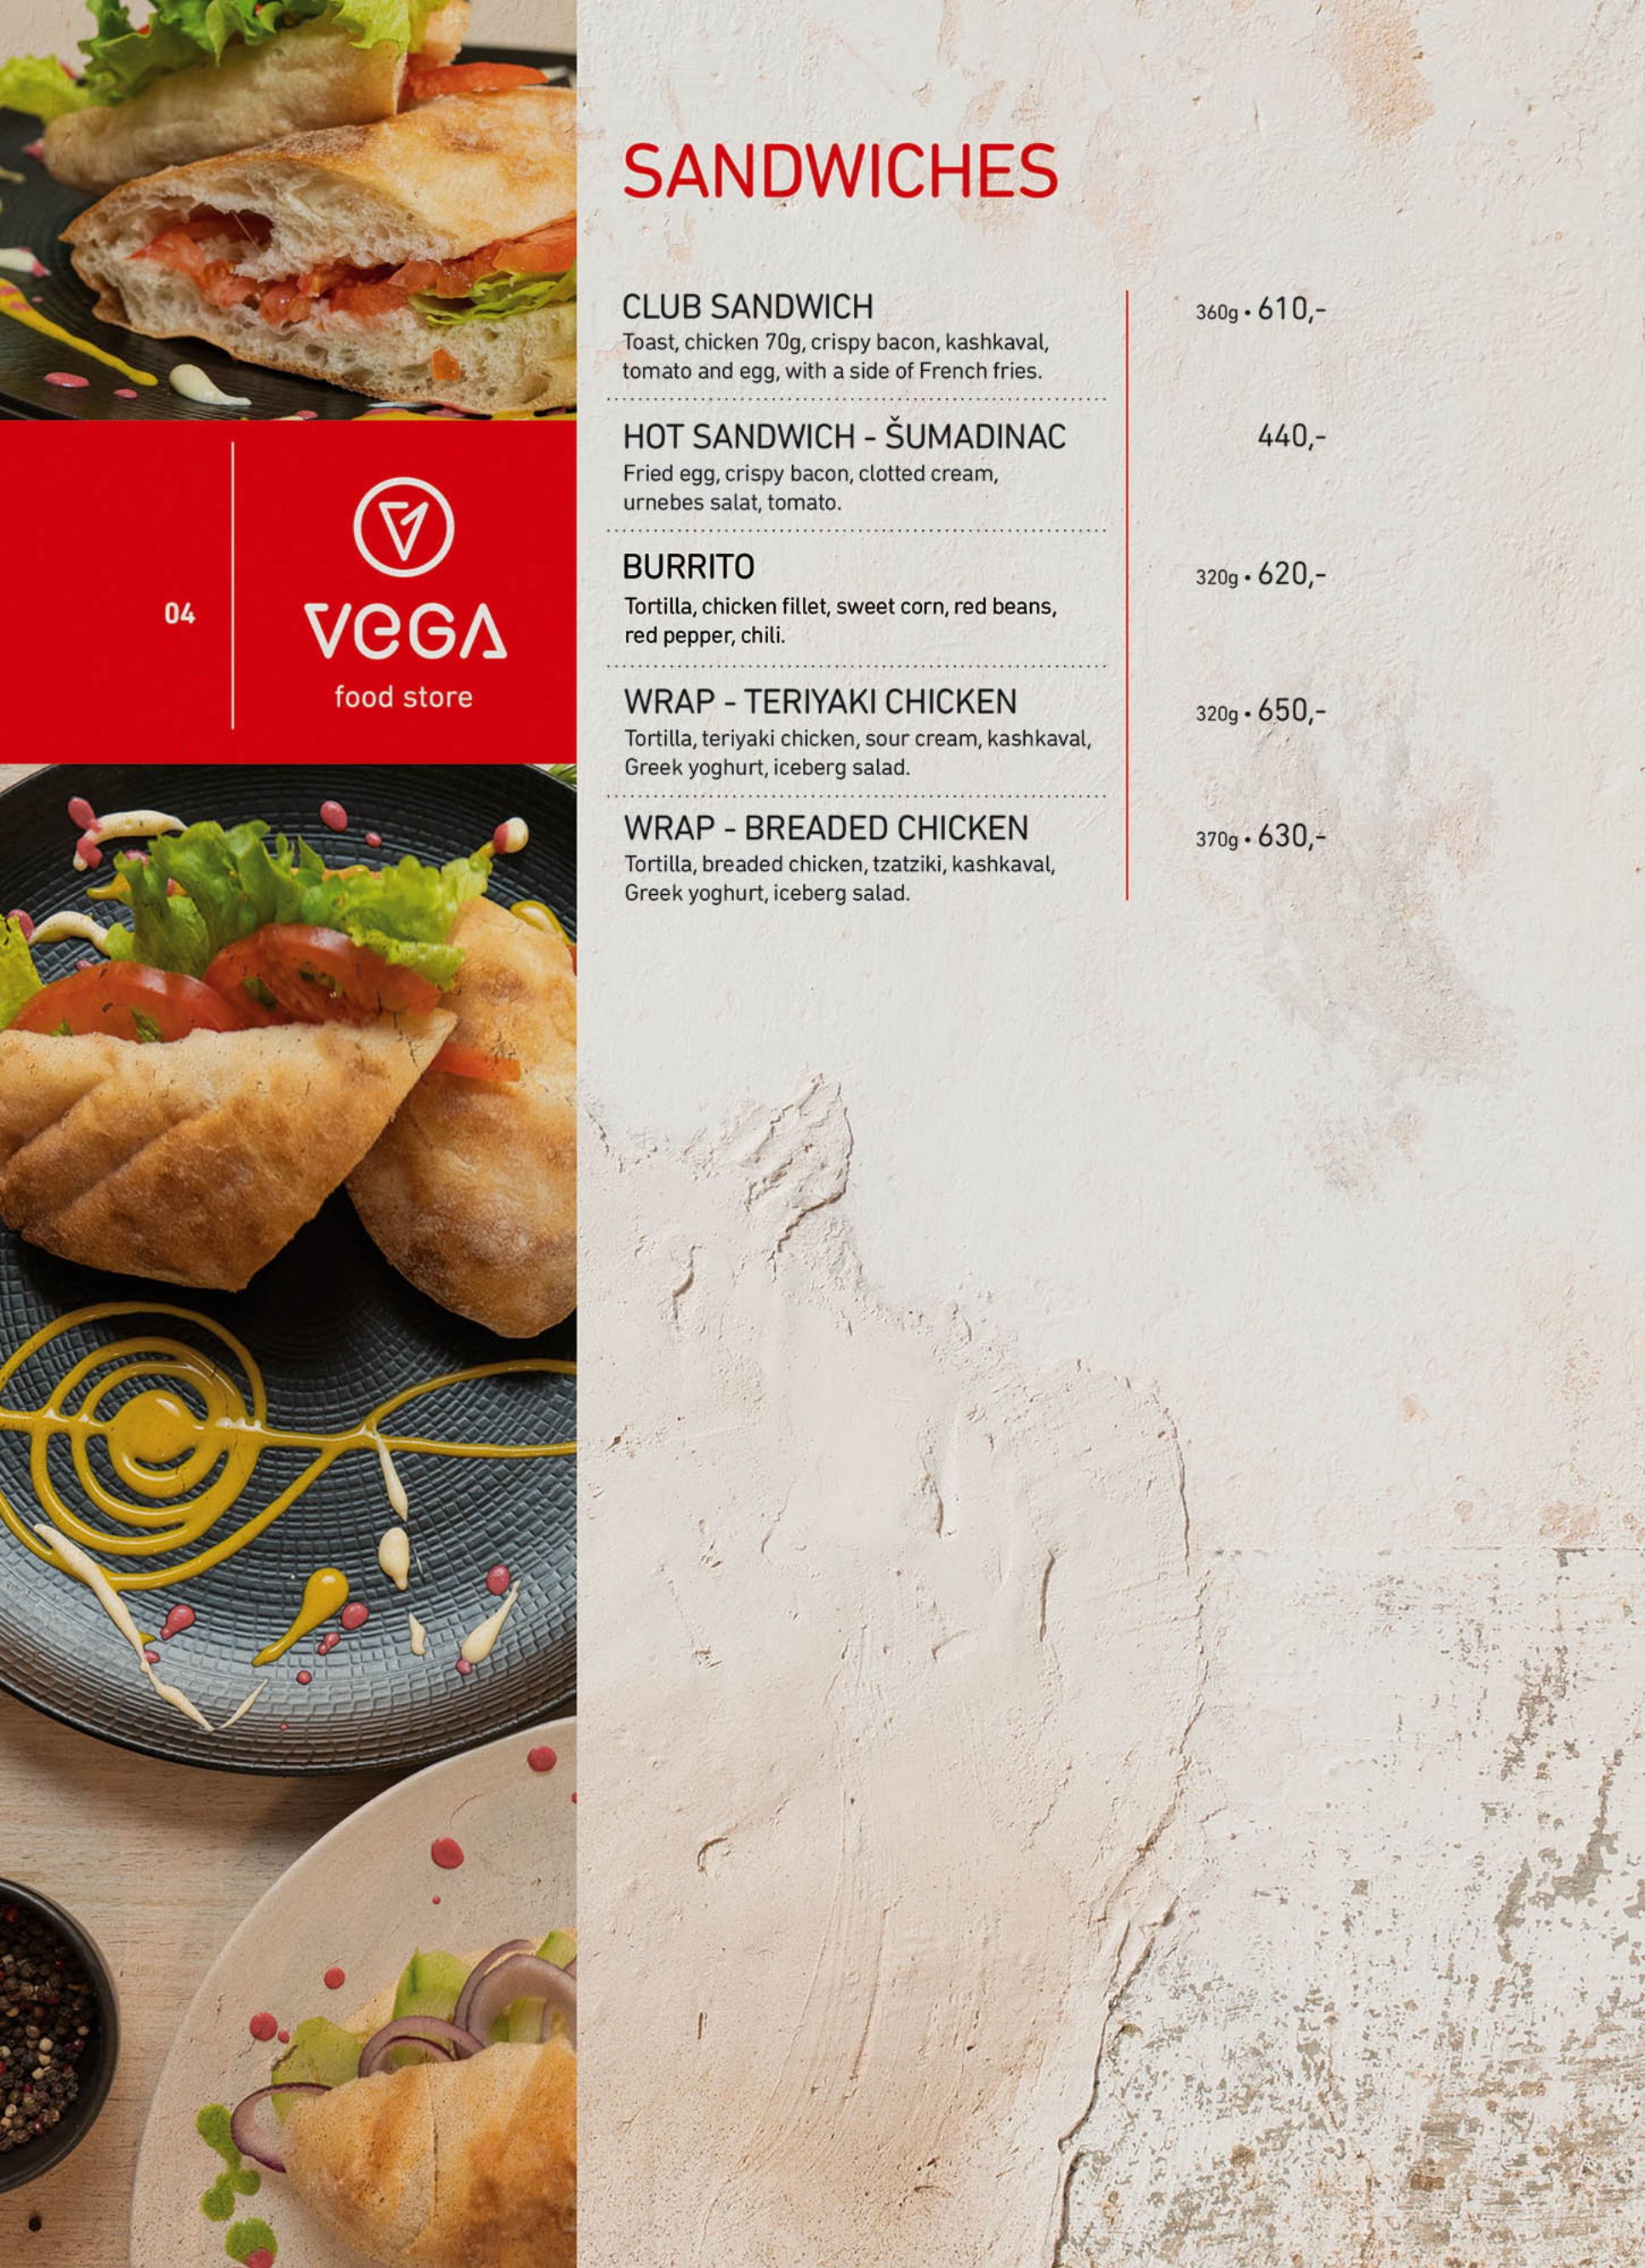 SANDWICHES
CLUB SANDWICH
360g • 610,-
Toast, chicken 70g, crispy bacon, kashkaval,
tomato and egg, with a side of French fries.
HOT SANDWICH - ŠUMADINAC
440,-
Fried egg, crispy bacon, clotted cream,
urnebes salat, tomato.
BURRITO
320g • 620,-
Tortilla, chicken fillet, sweet corn, red beans,
red pepper, chili.
WRAP - TERIYAKI CHICKEN
320g • 650,-
Tortilla, teriyaki chicken, sour cream, kashkaval,
Greek yoghurt, iceberg salad.
WRAP - BREADED CHICKEN
370g • 630,-
Tortilla, breaded chicken, tzatziki, kashkaval,
Greek yoghurt, iceberg salad.
04
VeGA
food store